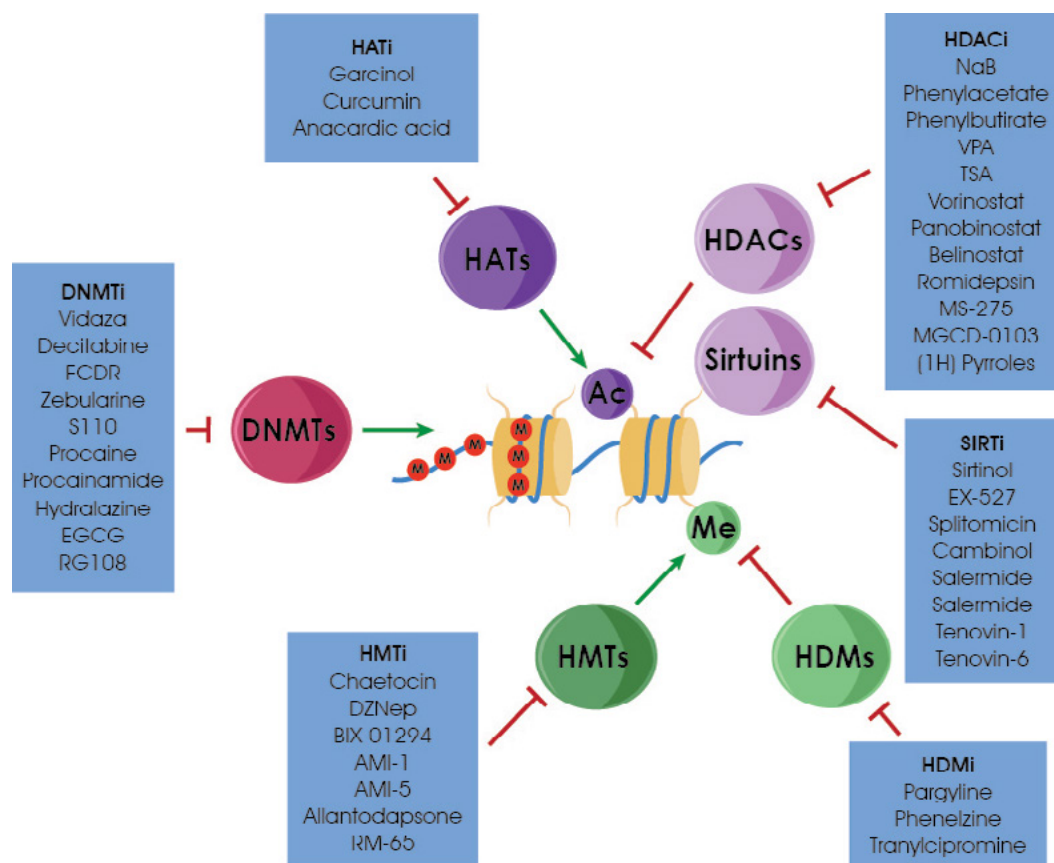 HATi
Garcinol
Curcumin
Anacardic acid
HDACi
NaB
Phenylacetate
Phenylbutirate
VPA
TSA
Vorinostat
Panobinostat
Belinostat
Romidepsin
MS-275
MGCD-0103
(1H) Pyrroles
HDACs
HATs
DNMTi
Vidaza
Decilabine
FCDR
Zebularine
S110
Procaine
Procainamide
Hydralazine
EGCG
RG108
Sirtuins
Ac
DNMTs
M
M
M
M
M
M
SIRTi
Sirtinol
EX-527
Splitomicin
Cambinol
Salermide
Salermide
Tenovin-1
Tenovin-6
Me
HMTs
HDMs
HMTi
Chaetocin
DZNep
BIX 01294
AMI-1
AMI-5
Allantodapsone
RM-65
HDMi
Pargyline
Phenelzine
Tranylcipromine